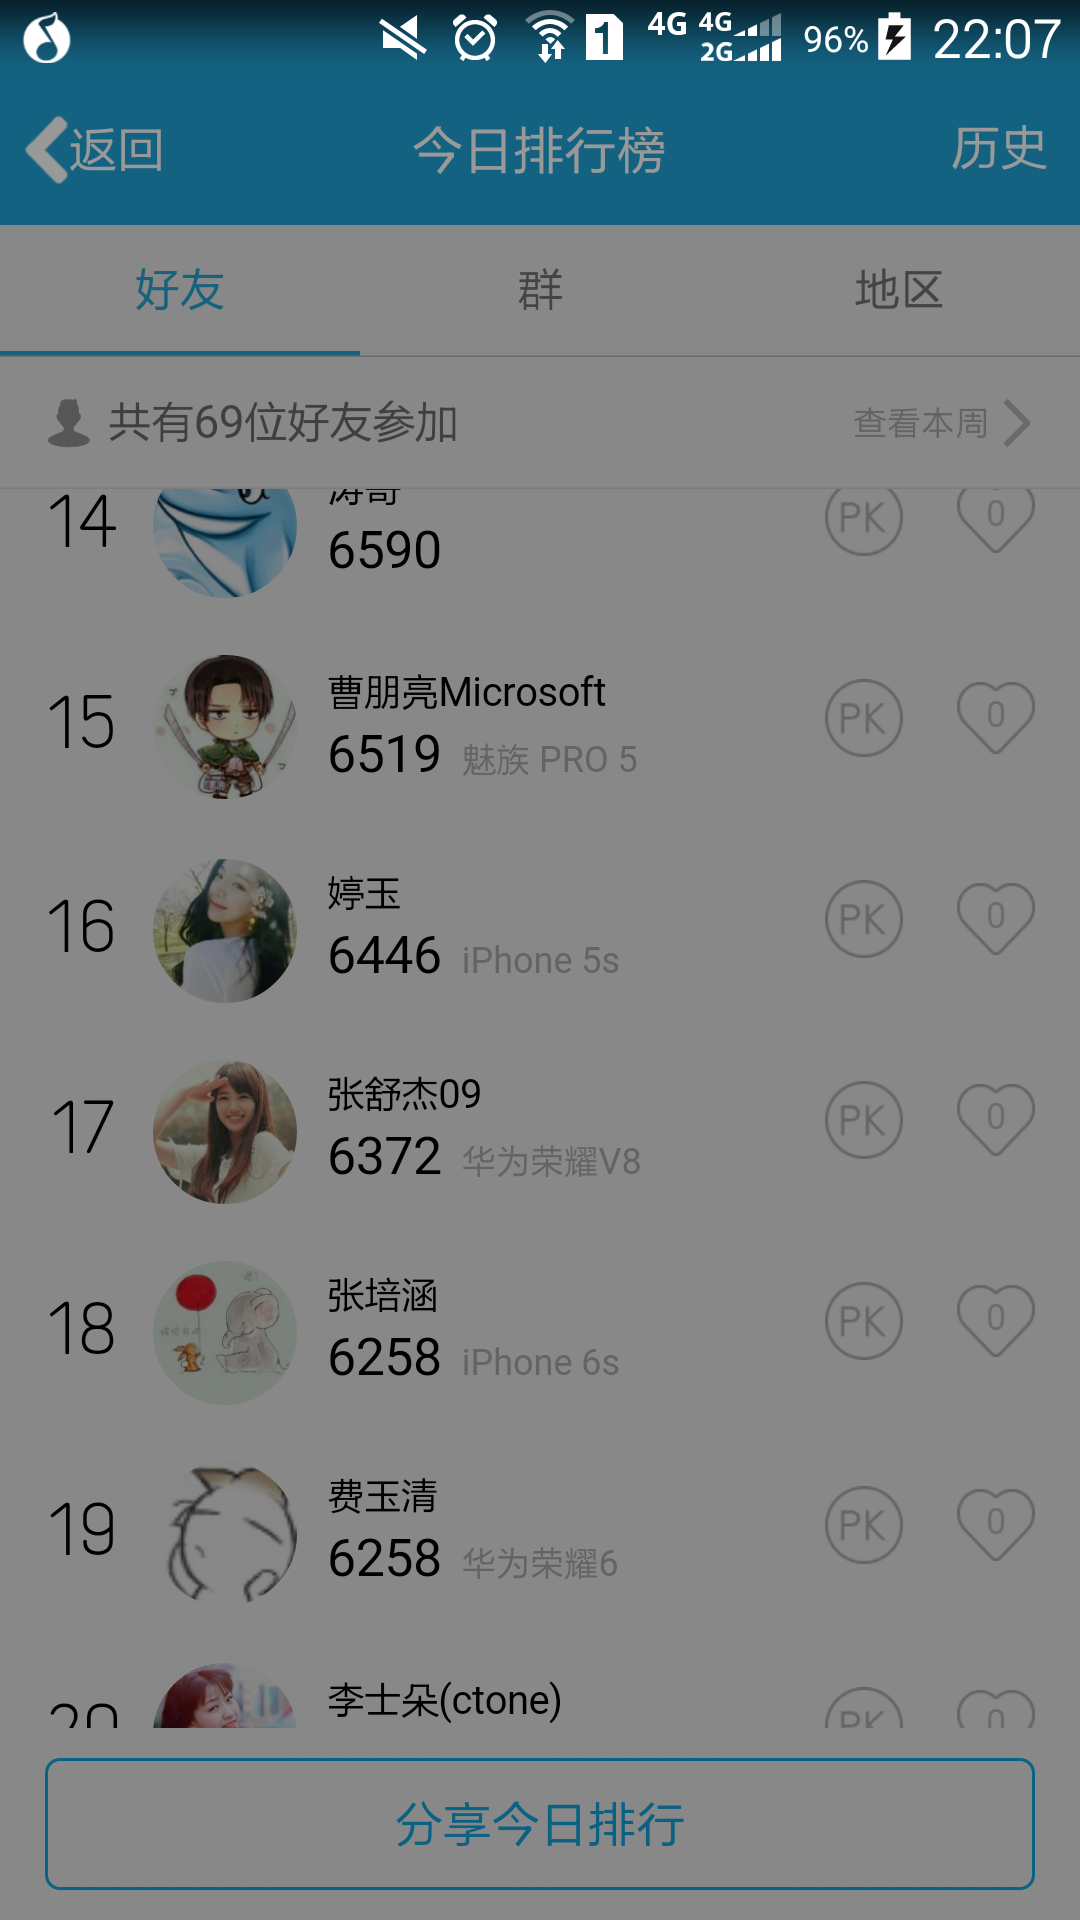 4G 4G 2G 96% 22:07
返回 今日排行榜 历史
好友 群 地区
共有69位好友参加 查看本周
14 涛哥 PK 0
6590
15 曹朋亮Microsoft PK 0
6519 魅族 PRO 5
16 婷玉 PK 0
6446 iPhone 5s
17 张舒杰09 PK 0
6372 华为荣耀V8
18 张培涵 PK 0
6258 iPhone 6s
19 费玉清 PK 0
6258 华为荣耀6
20 李士朵(ctone) PK 0
分享今日排行